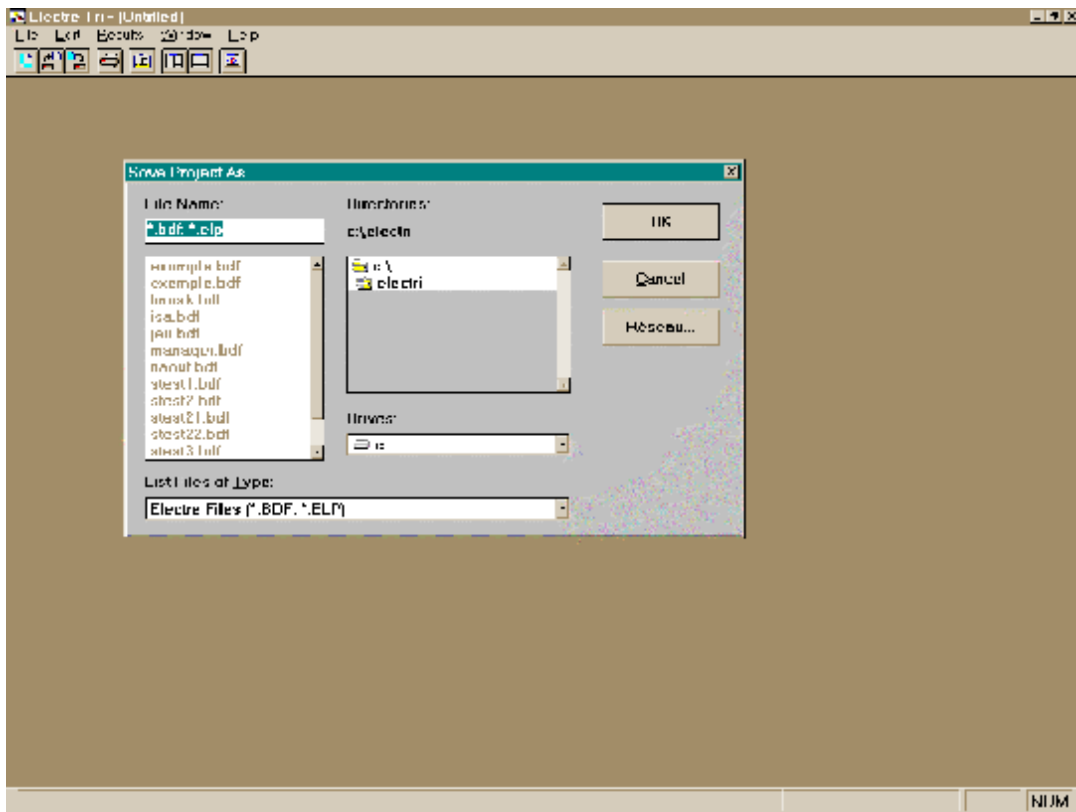 Electre Tri - [Untitled]
File Edit Results Window Help
Save Project As
File Name:
*.bdf; *.elp
example.bdf
exemple.bdf
isa.bdf
jeu.bdf
manager.bdf
stest1.bdf
stest2.bdf
stest21.bdf
stest22.bdf
stest3.bdf
List Files of Type:
Electre Files (*.BDF, *.ELP)
Directories:
c:\electri
c:\
electri
Drives:
c:
OK
Cancel
Réseau...
NUM